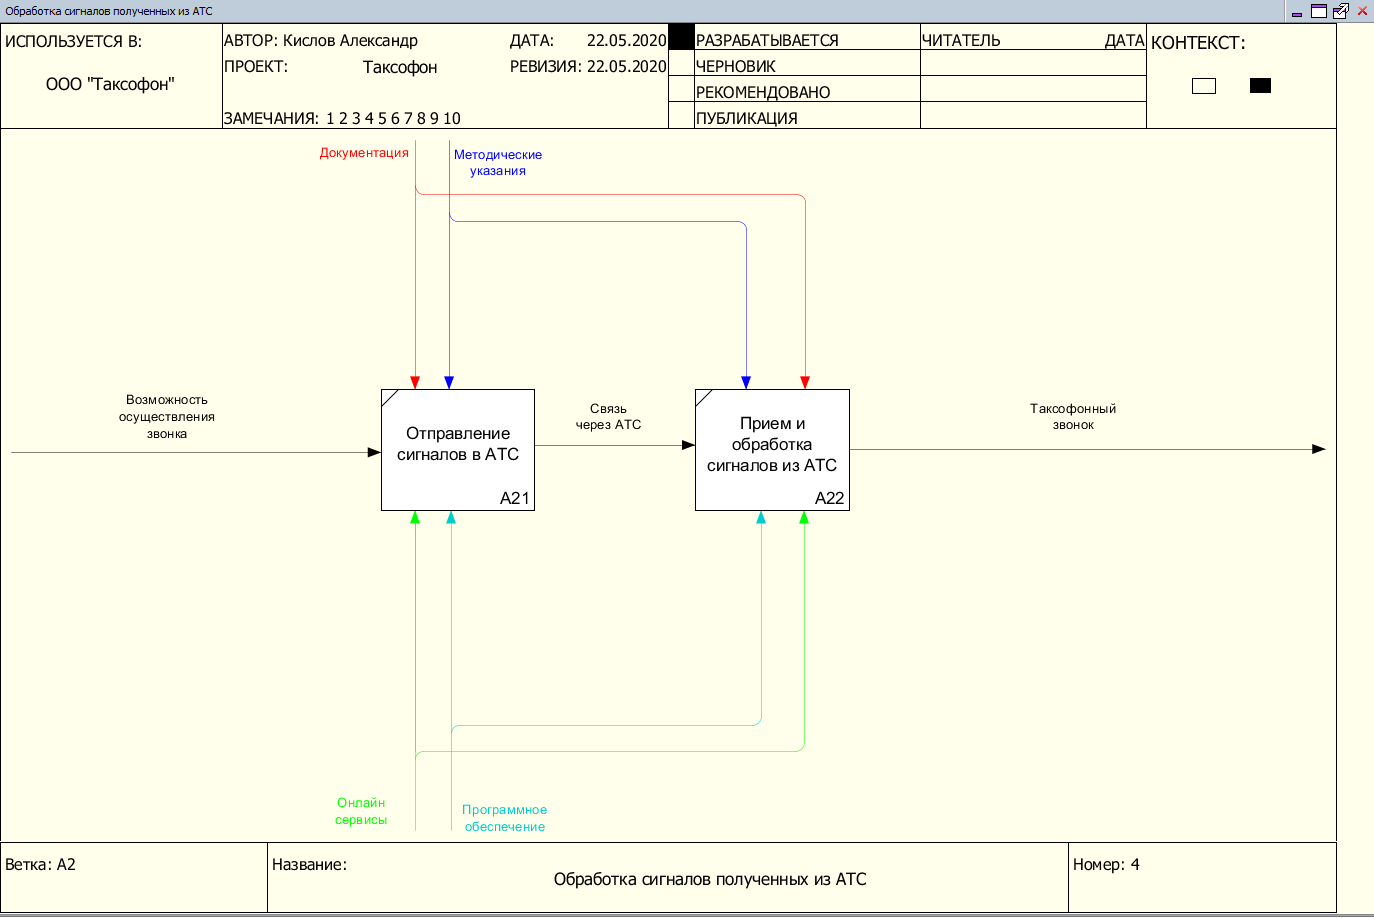 Обработка сигналов полученных из АТС
ИСПОЛЬЗУЕТСЯ В:
ООО "Таксофон"
АВТОР: Кислов Александр
ДАТА: 22.05.2020
ПРОЕКТ: Таксофон
РЕВИЗИЯ: 22.05.2020
ЗАМЕЧАНИЯ: 1 2 3 4 5 6 7 8 9 10
РАЗРАБАТЫВАЕТСЯ
ЧЕРНОВИК
РЕКОМЕНДОВАНО
ПУБЛИКАЦИЯ
ЧИТАТЕЛЬ ДАТА
КОНТЕКСТ:
Документация
Методические
указания
Возможность
осуществления
звонка
Отправление
сигналов в АТС
A21
Связь
через АТС
Прием и
обработка
сигналов из АТС
A22
Таксофонный
звонок
Онлайн
сервисы
Программное
обеспечение
Ветка: A2
Название:
Обработка сигналов полученных из АТС
Номер: 4